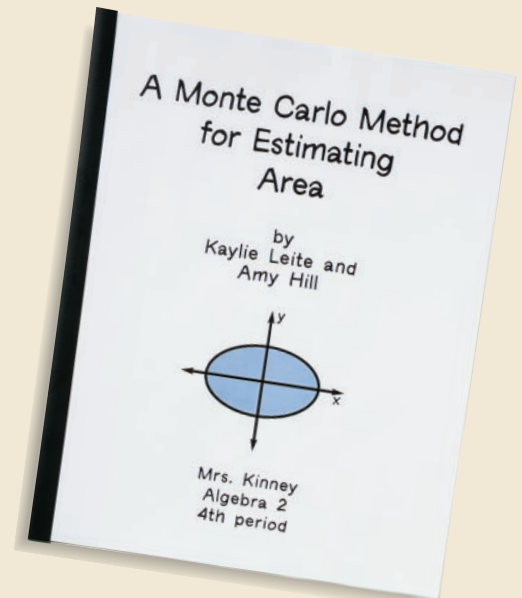 A Monte Carlo Method
for Estimating
Area
by
Kaylie Leite and
Amy Hill
y
x
Mrs. Kinney
Algebra 2
4th period